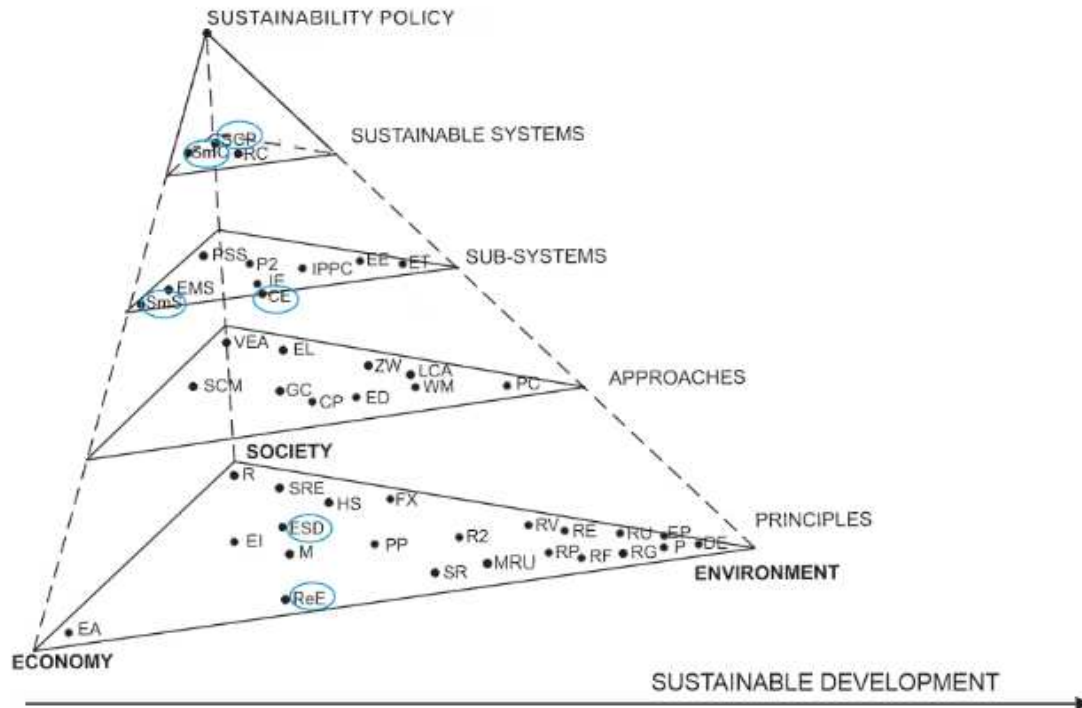 SUSTAINABILITY POLICY
SUSTAINABLE SYSTEMS
SCP
SmC
RC
SUB-SYSTEMS
PSS
P2
IPPC
EE
ET
EMS
IE
SmS
CE
VEA
EL
ZW
LCA
APPROACHES
SCM
GC
CP
ED
WM
PC
SOCIETY
R
SRE
HS
FX
PRINCIPLES
ESD
EI
M
PP
R2
RV
RE
RU
EP
SR
MRU
RP
RF
RG
P
DE
ENVIRONMENT
ReE
EA
ECONOMY
SUSTAINABLE DEVELOPMENT